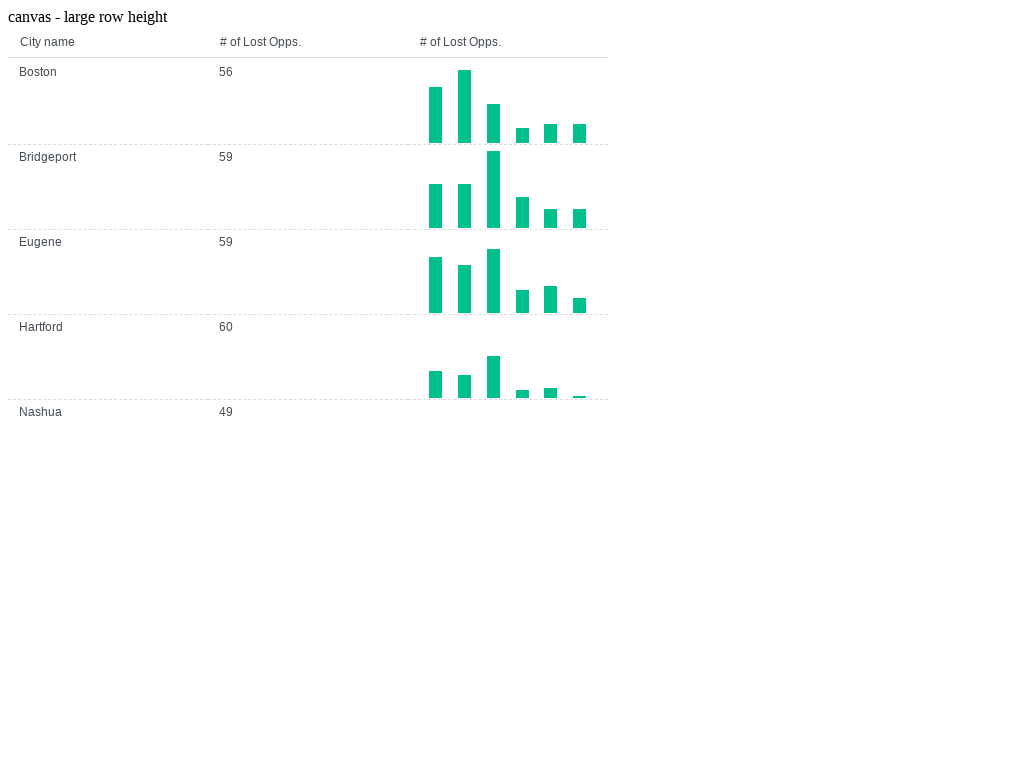 canvas - large row height
City name # of Lost Opps. # of Lost Opps.
Boston 56
Bridgeport 59
Eugene 59
Hartford 60
Nashua 49